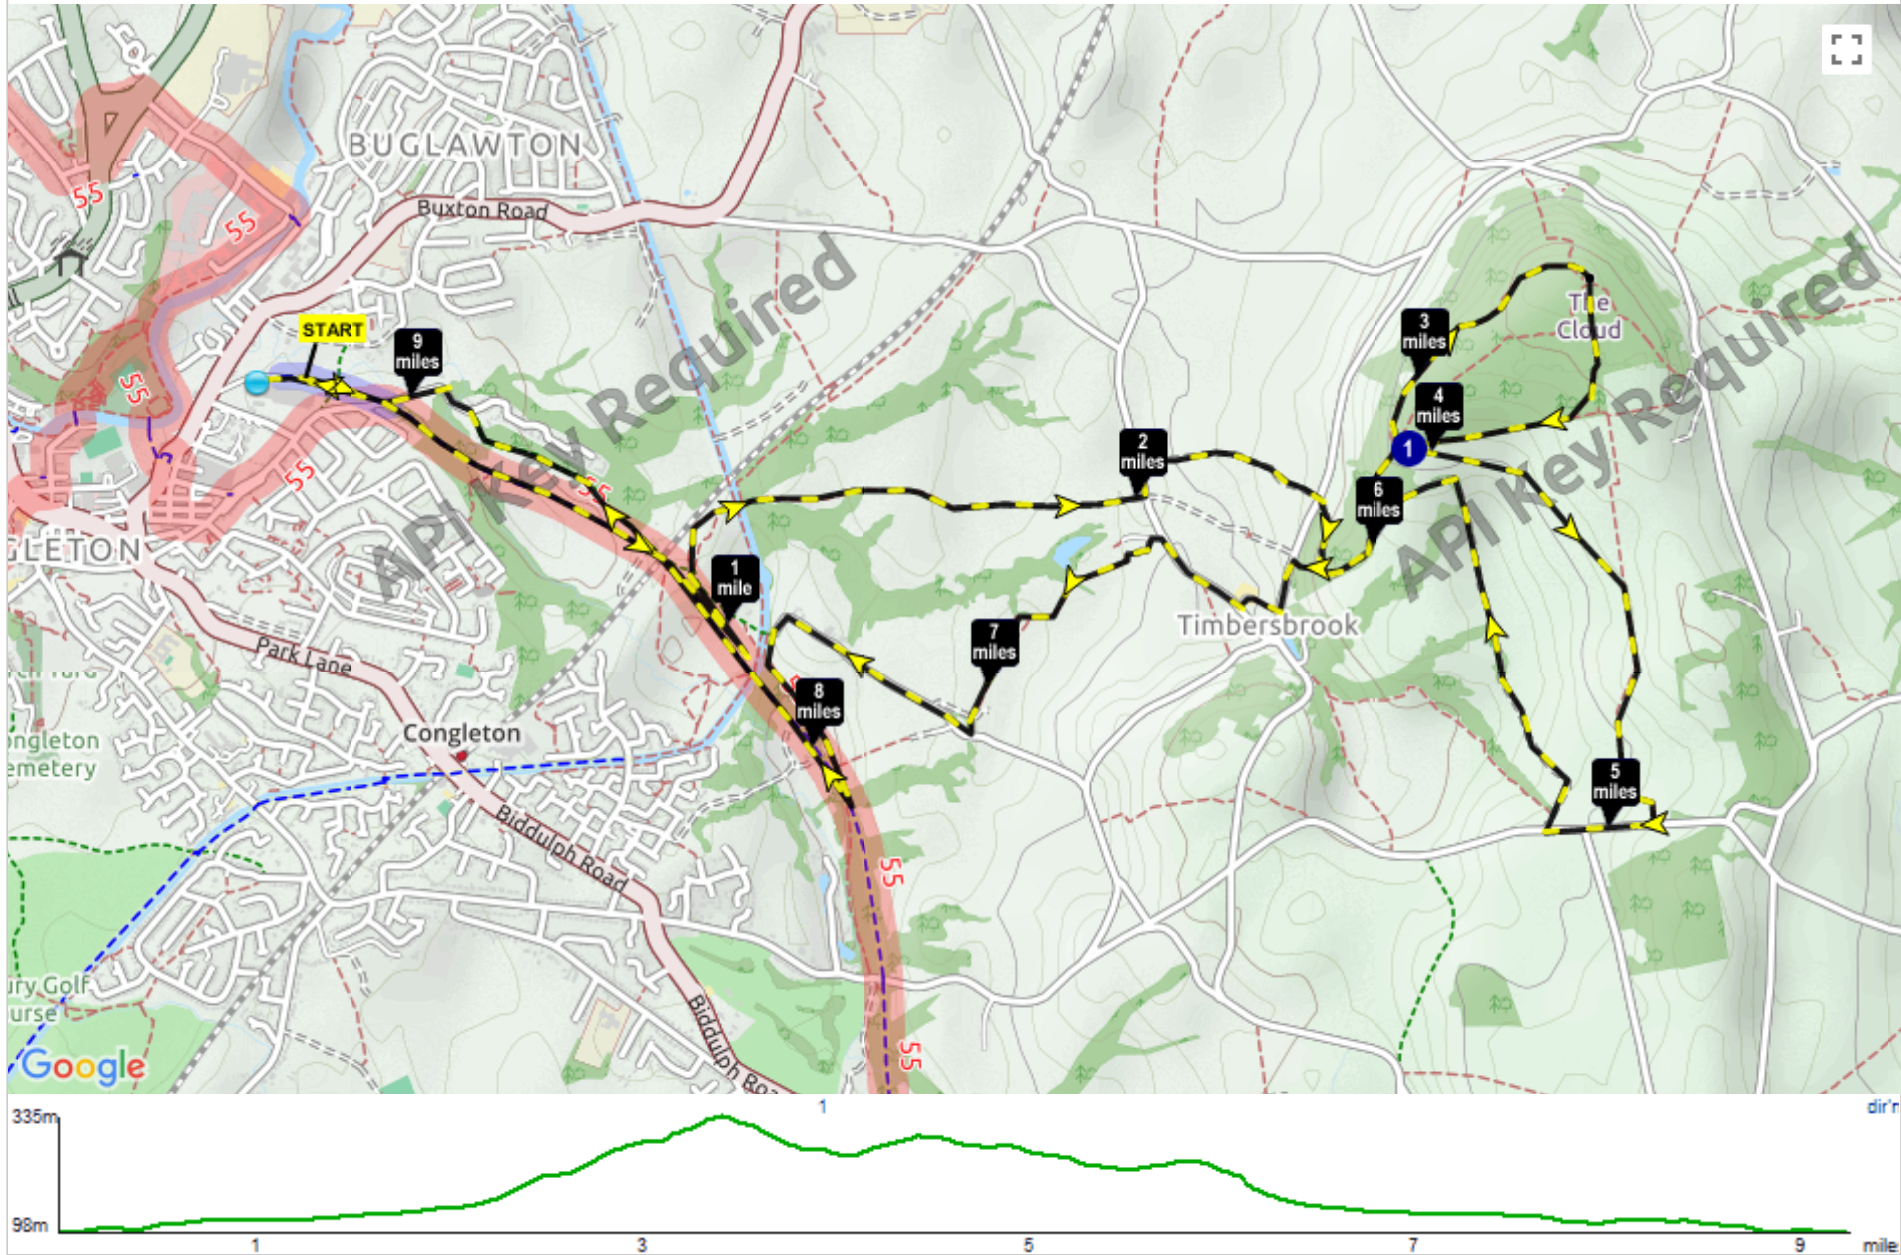 BUGLAWTON
55
Buxton Road
55
START
9
miles
The
Cloud
3
miles
4
miles
1
55
55
2
miles
55
6
miles
API Key Required
API Key Required
GLETON
1
mile
Timbersbrook
7
miles
Park Lane
8
miles
Congleton
ongleton
emetery
5
miles
Biddulph Road
55
ury Golf
urse
Biddulph Roa
55
Google
335m
1
dir'n
98m
1
3
5
7
9
mile